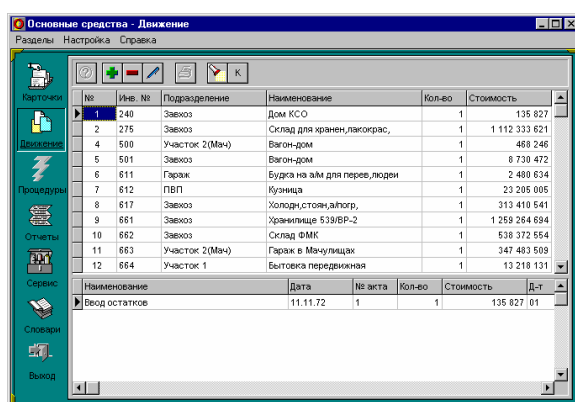 Основные средства - Движение
Разделы Настройка Справка
К
Карточки
Движение
Процедуры
Отчеты
Сервис
Словари
Выход
№ Инв. № Подразделение Наименование Кол-во Стоимость
1 240 Завхоз Дом КСО 1 135 827
2 275 Завхоз Склад для хранен,лакокрас, 1 1 112 333 621
4 500 Участок 2(Мач) Вагон-дом 1 468 246
5 501 Завхоз Вагон-дом 1 8 730 472
6 611 Гараж Будка на а/м для перев,людеи 1 2 480 634
7 612 ПВП Кузница 1 23 205 005
8 617 Завхоз Холодн,стоян,а/погр, 1 313 410 541
9 661 Завхоз Хранилище 539/ВР-2 1 1 259 264 694
10 662 Завхоз Склад ФМК 1 538 372 554
11 663 Участок 2(Мач) Гараж в Мачулищах 1 347 483 509
12 664 Участок 1 Бытовка передвижная 1 13 218 131
Наименование Дата № акта Кол-во Стоимость Д-т
Ввод остатков 11.11.72 1 1 135 827 01